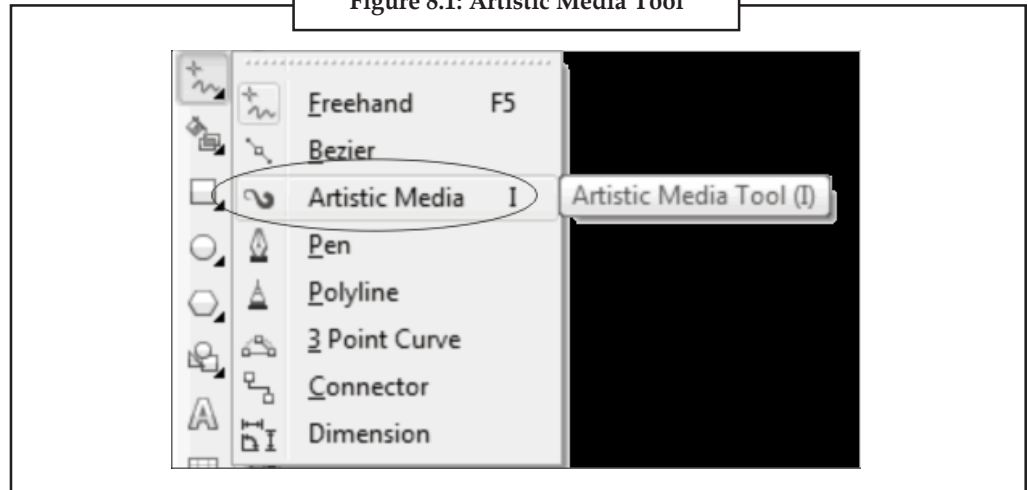 Figure 8.1: Artistic Media Tool
Freehand F5
Bezier
Artistic Media I
Artistic Media Tool (I)
Pen
Polyline
3 Point Curve
Connector
Dimension